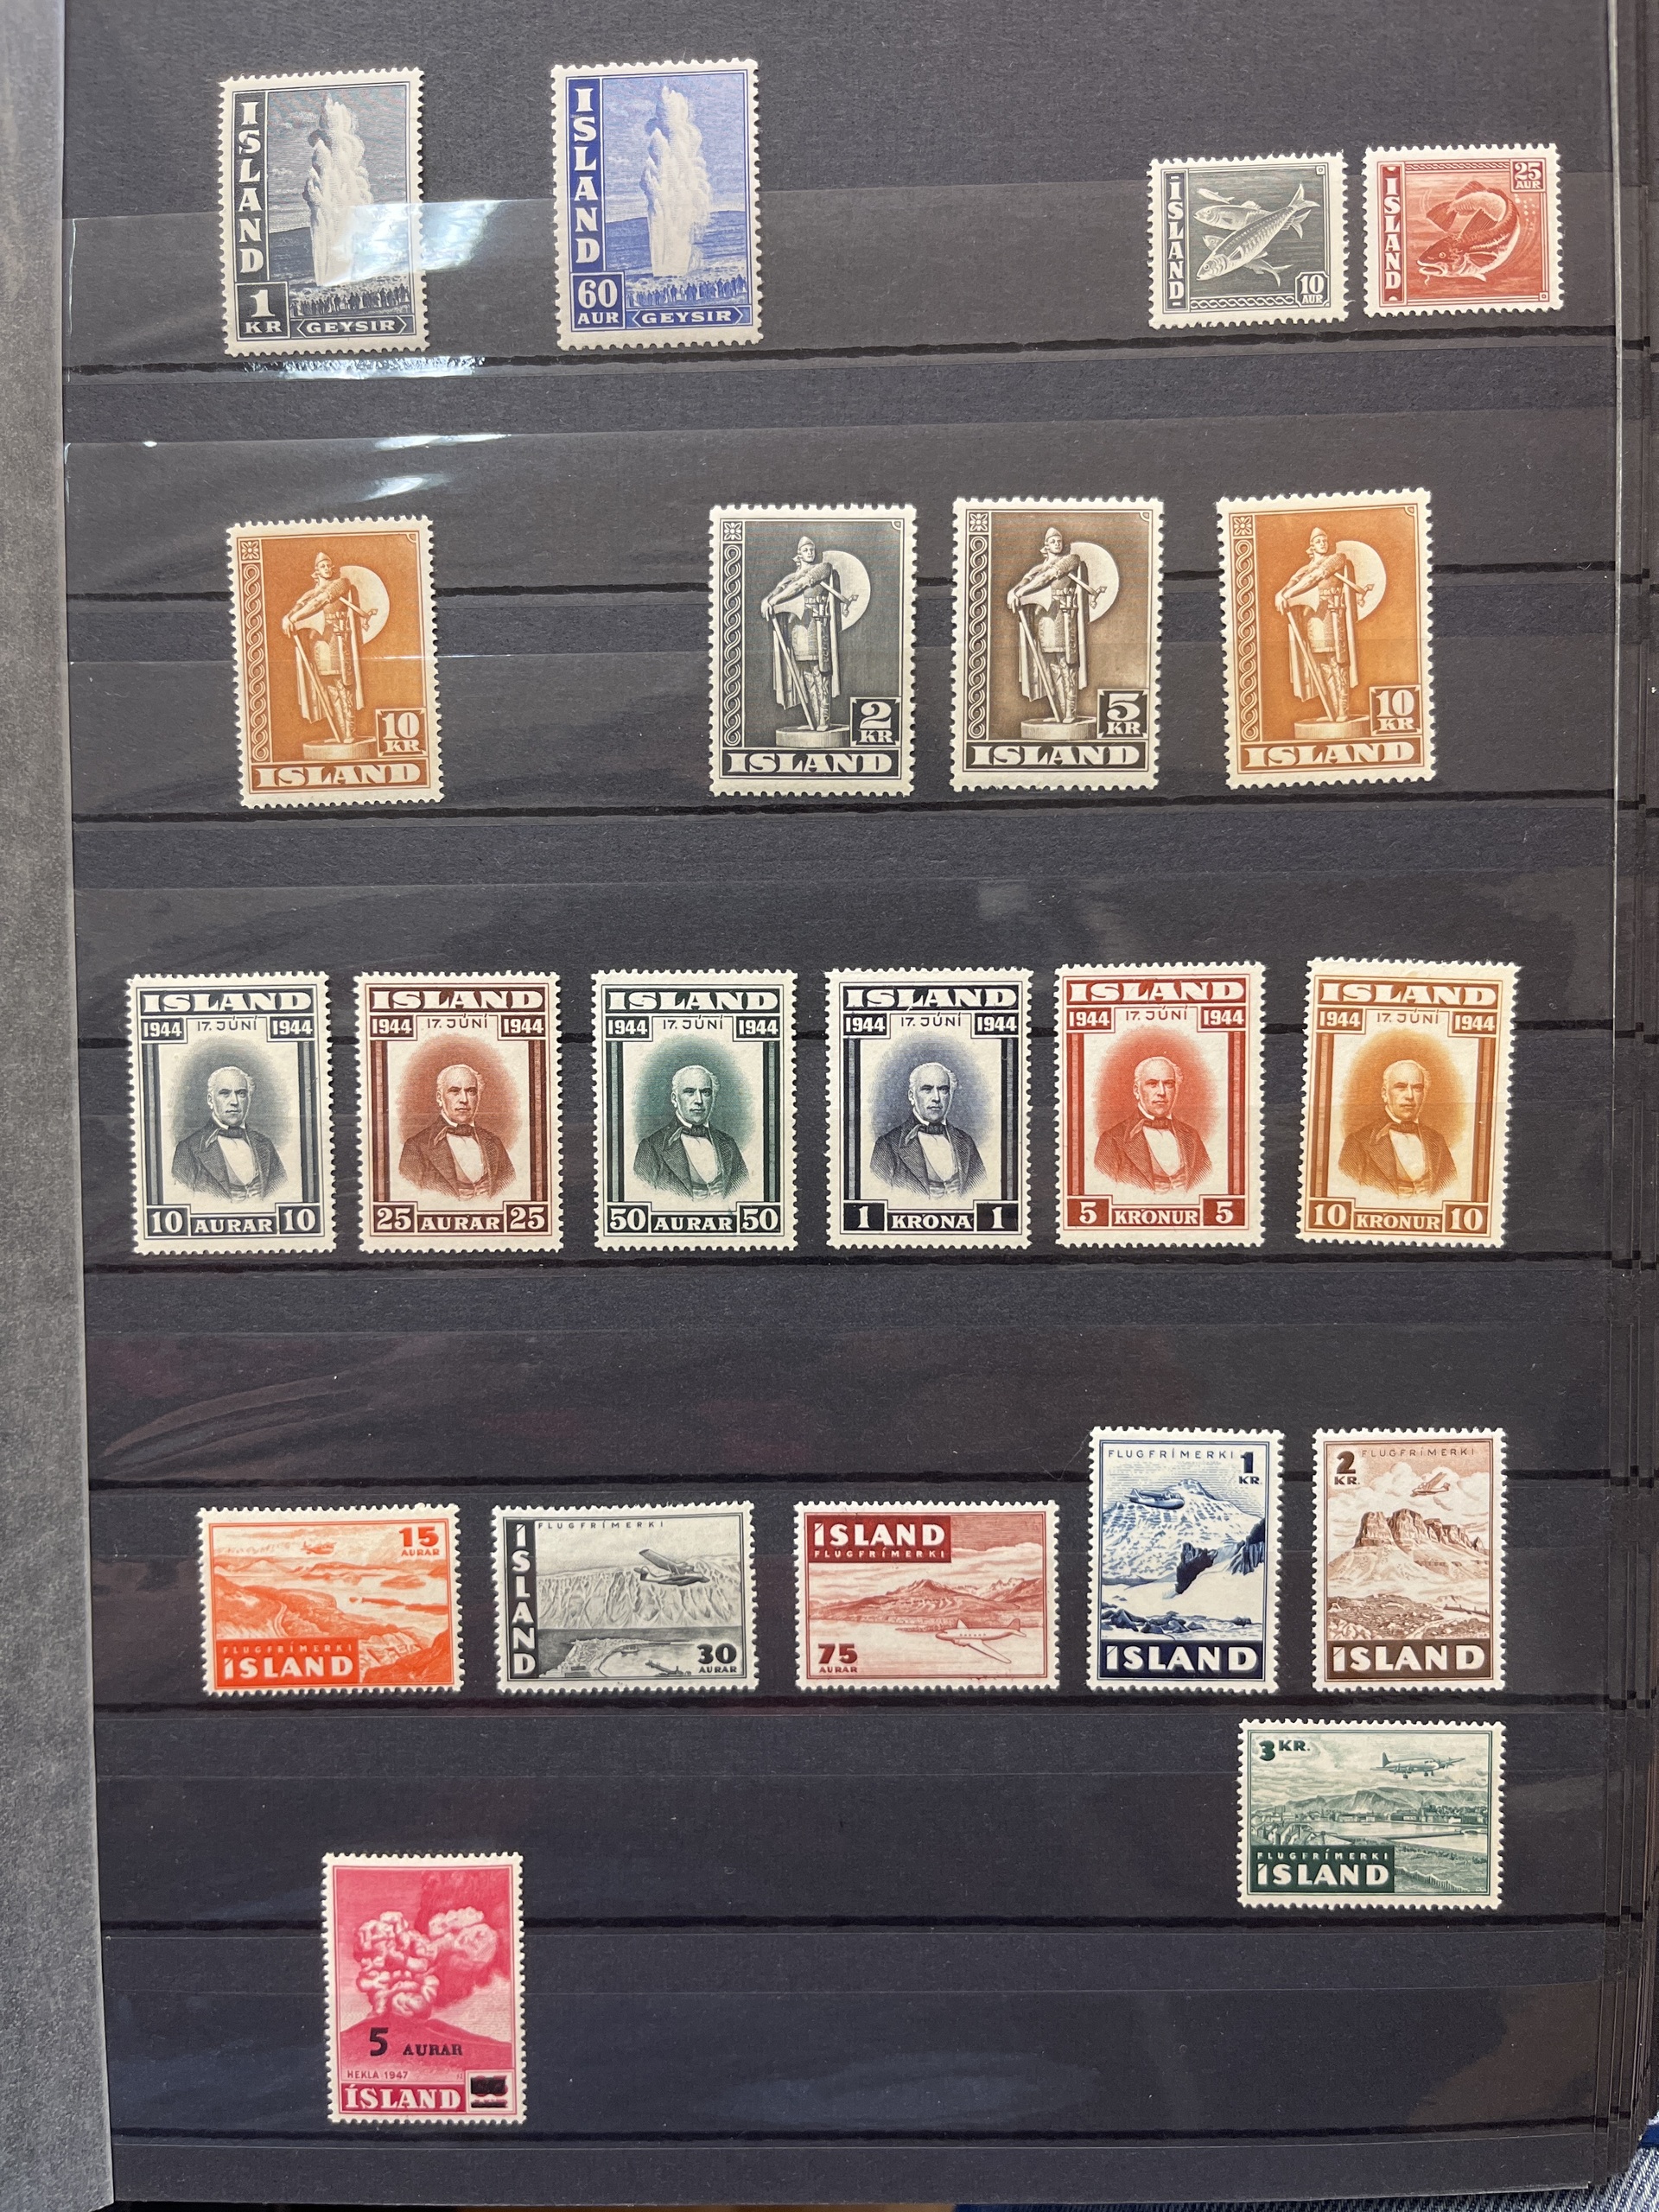 ISLAND
1
KR
GEYSIR
ISLAND
60
AUR
GEYSIR
ISLAND
10
AUR
ISLAND
25
AUR
10
KR
ISLAND
2
KR
ISLAND
5
KR
ISLAND
10
KR
ISLAND
ISLAND
1944 17. JÚNÍ 1944
10 AURAR 10
ISLAND
1944 17. JÚNÍ 1944
25 AURAR 25
ISLAND
1944 17. JÚNÍ 1944
50 AURAR 50
ISLAND
1944 17. JÚNÍ 1944
1 KRONA 1
ISLAND
1944 17. JÚNÍ 1944
5 KRONUR 5
ISLAND
1944 17. JÚNÍ 1944
10 KRONUR 10
15
AURAR
FLUGFRÍMERKI
ÍSLAND
FLUGFRÍMERKI
ÍSLAND
30
AURAR
ÍSLAND
FLUGFRÍMERKI
75
AURAR
FLUGFRÍMERKI 1
KR.
ÍSLAND
2 FLUGFRÍMERKI
KR.
ÍSLAND
3 KR.
FLUGFRÍMERKI
ÍSLAND
5 AURAR
HEKLA 1947
ÍSLAND